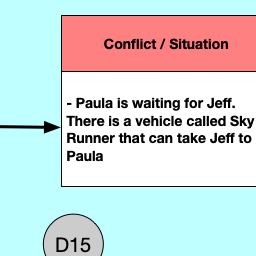 Conflict / Situation
- Paula is waiting for Jeff.
There is a vehicle called Sky
Runner that can take Jeff to
Paula
D15